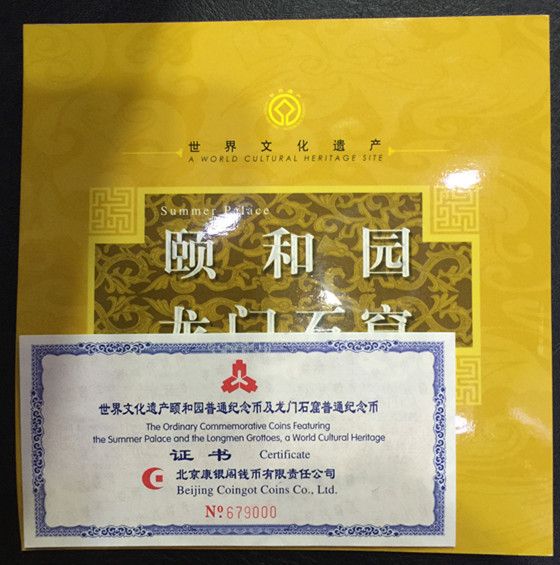 世界文化遗产
A WORLD CULTURAL HERITAGE SITE
Summer Palace
颐和园
龙门石窟
世界文化遗产颐和园普通纪念币及龙门石窟普通纪念币
The Ordinary Commemorative Coins Featuring
the Summer Palace and the Longmen Grottoes, a World Cultural Heritage
证书 Certificate
北京康银阁钱币有限责任公司
Beijing Coingot Coins Co., Ltd.
№679000